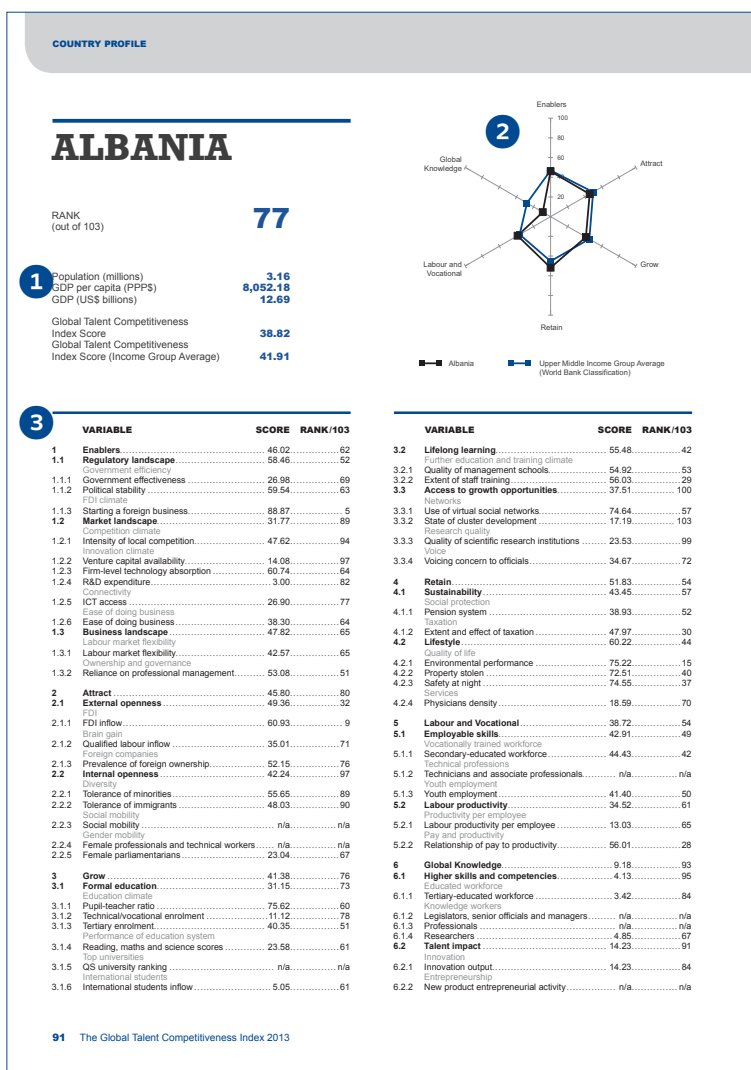 COUNTRY PROFILE
ALBANIA
RANK
(out of 103)
77
1
Population (millions) 3.16
GDP per capita (PPP$) 8,052.18
GDP (US$ billions) 12.69
Global Talent Competitiveness
Index Score 38.82
Global Talent Competitiveness
Index Score (Income Group Average) 41.91
2
Enablers
100
80
60
20
Attract
Grow
Retain
Labour and
Vocational
Global
Knowledge
Albania
Upper Middle Income Group Average
(World Bank Classification)
3
VARIABLE SCORE RANK/103
1 Enablers 46.02 62
1.1 Regulatory landscape 58.46 52
Government efficiency
1.1.1 Government effectiveness 26.98 69
1.1.2 Political stability 59.54 63
FDI climate
1.1.3 Starting a foreign business 88.87 5
1.2 Market landscape 31.77 89
Competition climate
1.2.1 Intensity of local competition 47.62 94
Innovation climate
1.2.2 Venture capital availability 14.08 97
1.2.3 Firm-level technology absorption 60.74 64
1.2.4 R&D expenditure 3.00 82
Connectivity
1.2.5 ICT access 26.90 77
Ease of doing business
1.2.6 Ease of doing business 38.30 64
1.3 Business landscape 47.82 65
Labour market flexibility
1.3.1 Labour market flexibility 42.57 65
Ownership and governance
1.3.2 Reliance on professional management 53.08 51
2 Attract 45.80 80
2.1 External openness 49.36 32
FDI
2.1.1 FDI inflow 60.93 9
Brain gain
2.1.2 Qualified labour inflow 35.01 71
Foreign companies
2.1.3 Prevalence of foreign ownership 52.15 76
2.2 Internal openness 42.24 97
Diversity
2.2.1 Tolerance of minorities 55.65 89
2.2.2 Tolerance of immigrants 48.03 90
Social mobility
2.2.3 Social mobility n/a n/a
Gender mobility
2.2.4 Female professionals and technical workers n/a n/a
2.2.5 Female parliamentarians 23.04 67
3 Grow 41.38 76
3.1 Formal education 31.15 73
Education climate
3.1.1 Pupil-teacher ratio 75.62 60
3.1.2 Technical/vocational enrolment 11.12 78
3.1.3 Tertiary enrolment 40.35 51
Performance of education system
3.1.4 Reading, maths and science scores 23.58 61
Top universities
3.1.5 QS university ranking n/a n/a
International students
3.1.6 International students inflow 5.05 61
VARIABLE SCORE RANK/103
3.2 Lifelong learning 55.48 42
Further education and training climate
3.2.1 Quality of management schools 54.92 53
3.2.2 Extent of staff training 56.03 29
3.3 Access to growth opportunities 37.51 100
Networks
3.3.1 Use of virtual social networks 74.64 57
3.3.2 State of cluster development 17.19 103
Research quality
3.3.3 Quality of scientific research institutions 23.53 99
Voice
3.3.4 Voicing concern to officials 34.67 72
4 Retain 51.83 54
4.1 Sustainability 43.45 57
Social protection
4.1.1 Pension system 38.93 52
Taxation
4.1.2 Extent and effect of taxation 47.97 30
4.2 Lifestyle 60.22 44
Quality of life
4.2.1 Environmental performance 75.22 15
4.2.2 Property stolen 72.51 40
4.2.3 Safety at night 74.55 37
Services
4.2.4 Physicians density 18.59 70
5 Labour and Vocational 38.72 54
5.1 Employable skills 42.91 49
Vocationally trained workforce
5.1.1 Secondary-educated workforce 44.43 42
Technical professions
5.1.2 Technicians and associate professionals n/a n/a
Youth employment
5.1.3 Youth employment 41.40 50
5.2 Labour productivity 34.52 61
Productivity per employee
5.2.1 Labour productivity per employee 13.03 65
Pay and productivity
5.2.2 Relationship of pay to productivity 56.01 28
6 Global Knowledge 9.18 93
6.1 Higher skills and competencies 4.13 95
Educated workforce
6.1.1 Tertiary-educated workforce 3.42 84
Knowledge workers
6.1.2 Legislators, senior officials and managers n/a n/a
6.1.3 Professionals n/a n/a
6.1.4 Researchers 4.85 67
6.2 Talent impact 14.23 91
Innovation
6.2.1 Innovation output 14.23 84
Entrepreneurship
6.2.2 New product entrepreneurial activity n/a n/a
91 The Global Talent Competitiveness Index 2013